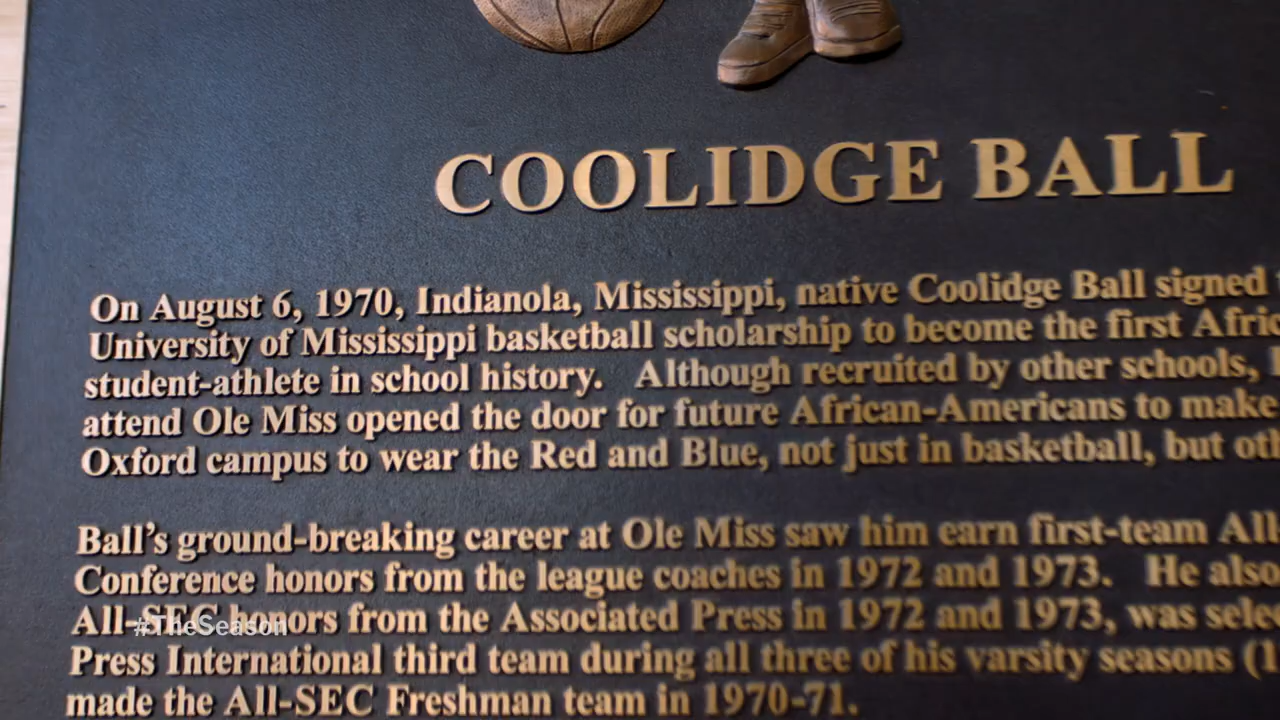 COOLIDGE BALL
On August 6, 1970, Indianola, Mississippi, native Coolidge Ball signed
University of Mississippi basketball scholarship to become the first
student-athlete in school history. Although recruited by other schools,
attend Ole Miss opened the door for future African-Americans to make
Oxford campus to wear the Red and Blue, not just in basketball, but
Ball's ground-breaking career at Ole Miss saw him earn first-team All
Conference honors from the league coaches in 1972 and 1973. He also
All-SEC honors from the Associated Press in 1972 and 1973, was
#TheSeason
Press International third team during all three of his varsity seasons
made the All-SEC Freshman team in 1970-71.